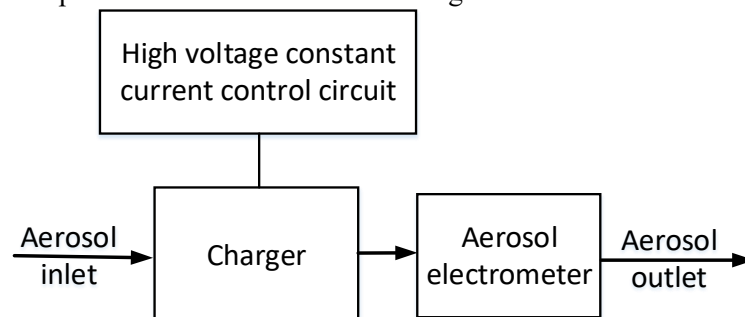 High voltage constant
current control circuit
Aerosol
inlet
Charger
Aerosol
electrometer
Aerosol
outlet